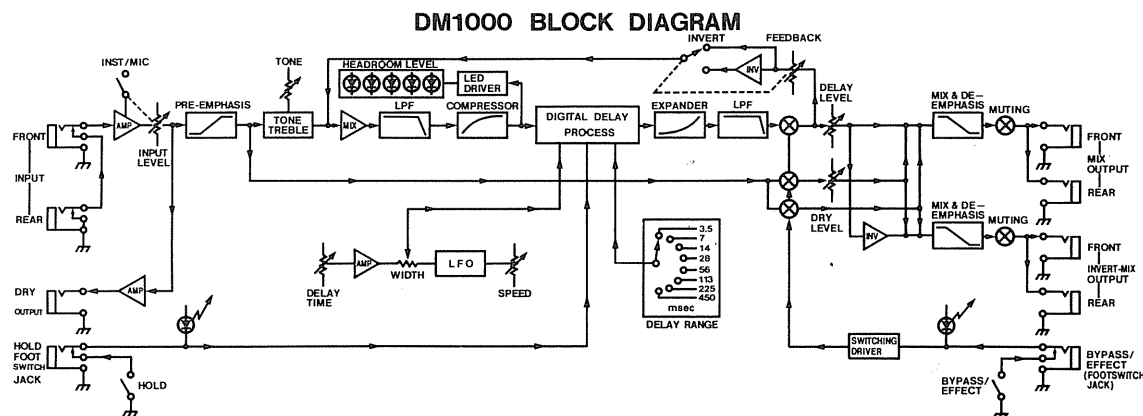 DM1000 BLOCK DIAGRAM
INVERT
FEEDBACK
INV
INST/MIC
TONE
HEADROOM LEVEL
LED
DRIVER
PRE-EMPHASIS
AMP
INPUT
LEVEL
TONE
TREBLE
MIX
LPF
COMPRESSOR
DIGITAL DELAY
PROCESS
EXPANDER
LPF
DELAY
LEVEL
MIX & DE-
EMPHASIS
MUTING
FRONT
INPUT
REAR
FRONT
MIX
OUTPUT
REAR
DRY
LEVEL
INV
MIX & DE-
EMPHASIS
MUTING
FRONT
INVERT-MIX
OUTPUT
REAR
DELAY
TIME
AMP
WIDTH
LFO
SPEED
3.5
7
14
28
56
113
225
450
msec
DELAY RANGE
DRY
OUTPUT
AMP
HOLD
FOOT
SWITCH
JACK
HOLD
SWITCHING
DRIVER
BYPASS/
EFFECT
BYPASS/
EFFECT
(FOOTSWITCH
JACK)